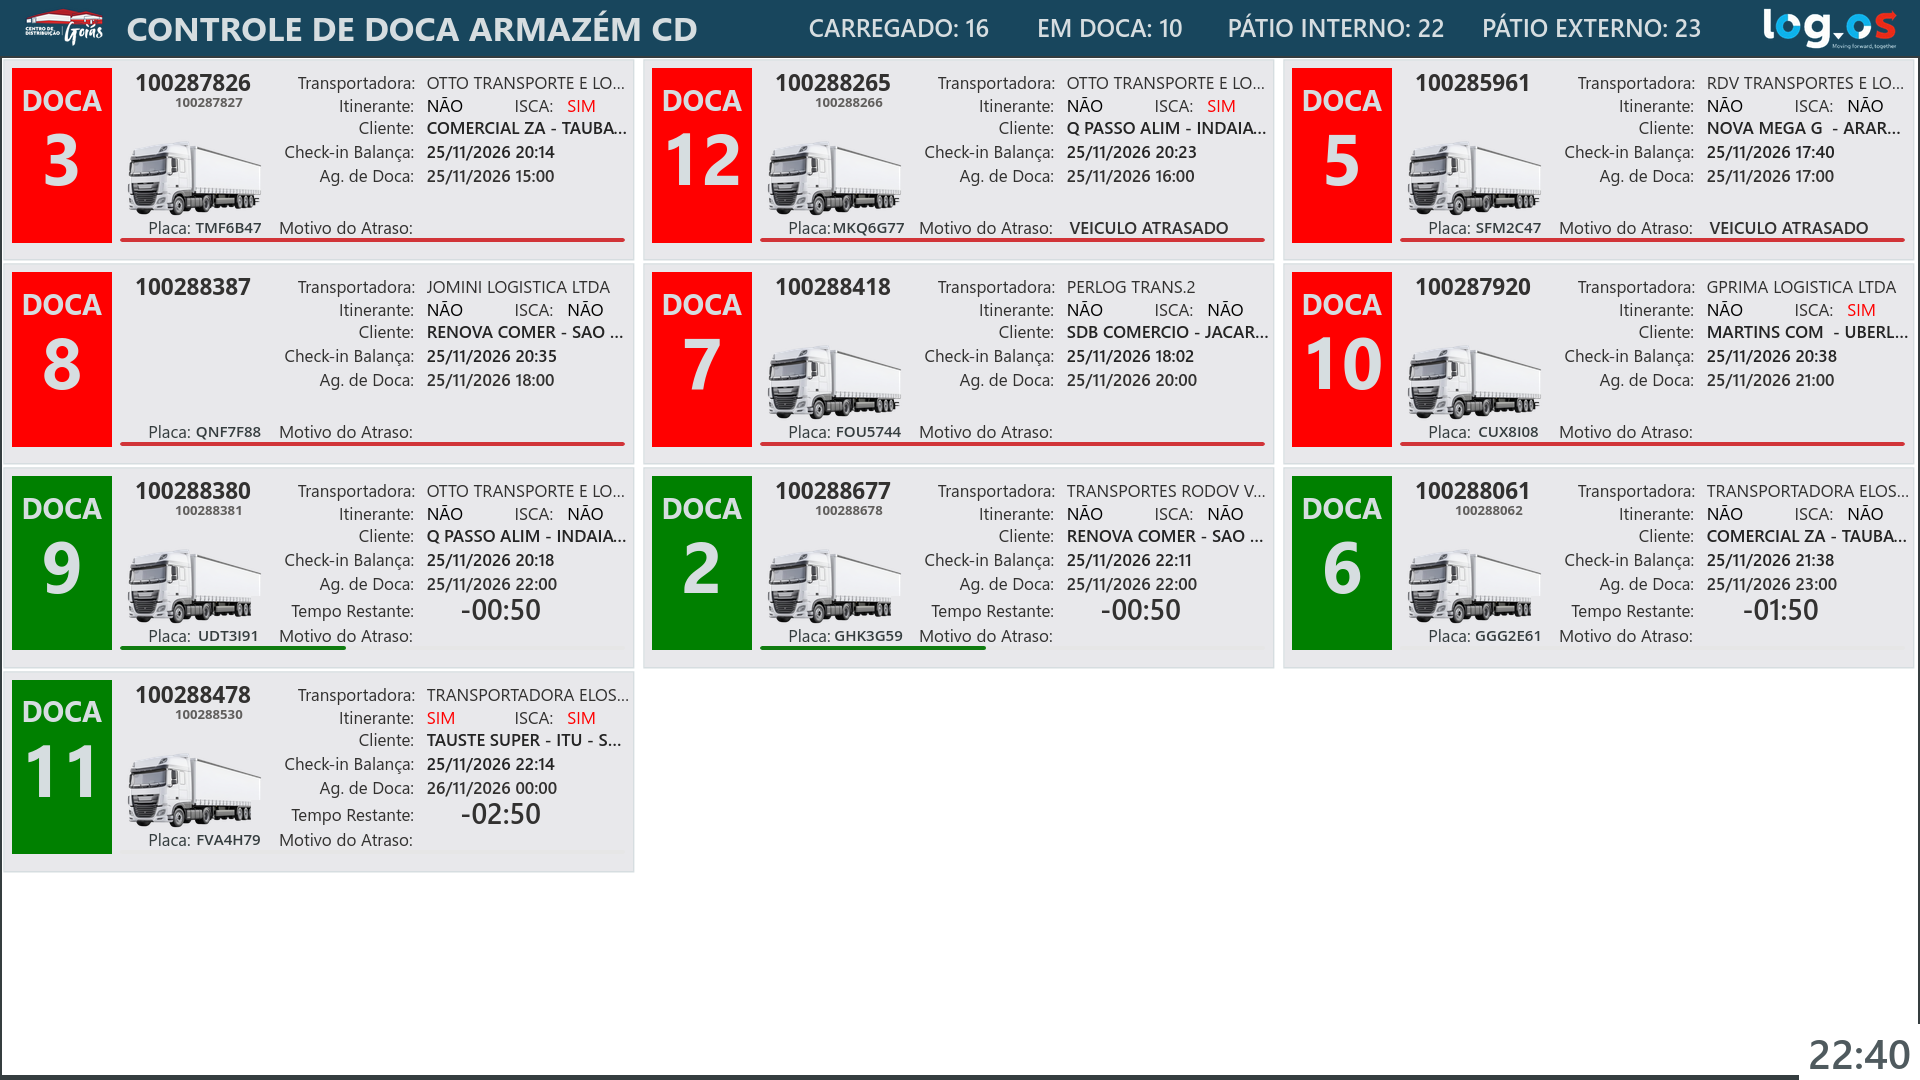 CENTRO DE DISTRIBUIÇÃO Goiás
CONTROLE DE DOCA ARMAZÉM CD
CARREGADO: 16 EM DOCA: 10 PÁTIO INTERNO: 22 PÁTIO EXTERNO: 23
log.os
Moving forward, together
DOCA
3
100287826
100287827
Transportadora: OTTO TRANSPORTE E LO...
Itinerante: NÃO ISCA: SIM
Cliente: COMERCIAL ZA - TAUBA...
Check-in Balança: 25/11/2026 20:14
Ag. de Doca: 25/11/2026 15:00
Placa: TMF6B47 Motivo do Atraso:
DOCA
12
100288265
100288266
Transportadora: OTTO TRANSPORTE E LO...
Itinerante: NÃO ISCA: SIM
Cliente: Q PASSO ALIM - INDAIA...
Check-in Balança: 25/11/2026 20:23
Ag. de Doca: 25/11/2026 16:00
Placa: MKQ6G77 Motivo do Atraso: VEICULO ATRASADO
DOCA
5
100285961
Transportadora: RDV TRANSPORTES E LO...
Itinerante: NÃO ISCA: NÃO
Cliente: NOVA MEGA G - ARAR...
Check-in Balança: 25/11/2026 17:40
Ag. de Doca: 25/11/2026 17:00
Placa: SFM2C47 Motivo do Atraso: VEICULO ATRASADO
DOCA
8
100288387
Transportadora: JOMINI LOGISTICA LTDA
Itinerante: NÃO ISCA: NÃO
Cliente: RENOVA COMER - SAO ...
Check-in Balança: 25/11/2026 20:35
Ag. de Doca: 25/11/2026 18:00
Placa: QNF7F88 Motivo do Atraso:
DOCA
7
100288418
Transportadora: PERLOG TRANS.2
Itinerante: NÃO ISCA: NÃO
Cliente: SDB COMERCIO - JACAR...
Check-in Balança: 25/11/2026 18:02
Ag. de Doca: 25/11/2026 20:00
Placa: FOU5744 Motivo do Atraso:
DOCA
10
100287920
Transportadora: GPRIMA LOGISTICA LTDA
Itinerante: NÃO ISCA: SIM
Cliente: MARTINS COM - UBERL...
Check-in Balança: 25/11/2026 20:38
Ag. de Doca: 25/11/2026 21:00
Placa: CUX8I08 Motivo do Atraso:
DOCA
9
100288380
100288381
Transportadora: OTTO TRANSPORTE E LO...
Itinerante: NÃO ISCA: NÃO
Cliente: Q PASSO ALIM - INDAIA...
Check-in Balança: 25/11/2026 20:18
Ag. de Doca: 25/11/2026 22:00
Tempo Restante: -00:50
Placa: UDT3I91 Motivo do Atraso:
DOCA
2
100288677
100288678
Transportadora: TRANSPORTES RODOV V...
Itinerante: NÃO ISCA: NÃO
Cliente: RENOVA COMER - SAO ...
Check-in Balança: 25/11/2026 22:11
Ag. de Doca: 25/11/2026 22:00
Tempo Restante: -00:50
Placa: GHK3G59 Motivo do Atraso:
DOCA
6
100288061
100288062
Transportadora: TRANSPORTADORA ELOS...
Itinerante: NÃO ISCA: NÃO
Cliente: COMERCIAL ZA - TAUBA...
Check-in Balança: 25/11/2026 21:38
Ag. de Doca: 25/11/2026 23:00
Tempo Restante: -01:50
Placa: GGG2E61 Motivo do Atraso:
DOCA
11
100288478
100288530
Transportadora: TRANSPORTADORA ELOS...
Itinerante: SIM ISCA: SIM
Cliente: TAUSTE SUPER - ITU - S...
Check-in Balança: 25/11/2026 22:14
Ag. de Doca: 26/11/2026 00:00
Tempo Restante: -02:50
Placa: FVA4H79 Motivo do Atraso:
22:40